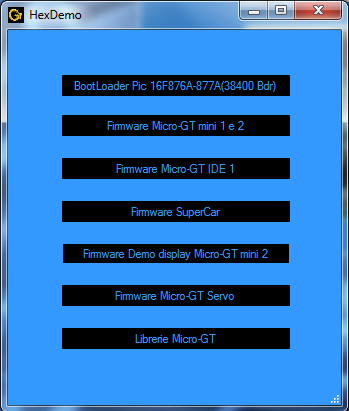 HexDemo
BootLoader Pic 16F876A-877A(38400 Bdr)
Firmware Micro-GT mini 1 e 2
Firmware Micro-GT IDE 1
Firmware SuperCar
Firmware Demo display Micro-GT mini 2
Firmware Micro-GT Servo
Librerie Micro-GT